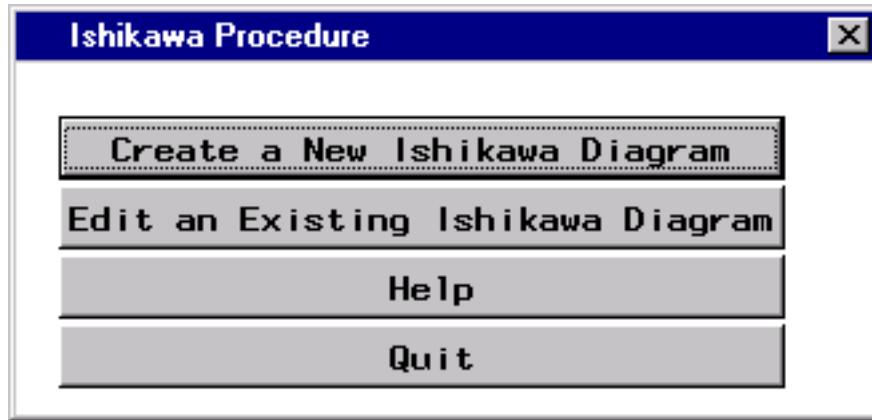 Ishikawa Procedure
Create a New Ishikawa Diagram
Edit an Existing Ishikawa Diagram
Help
Quit